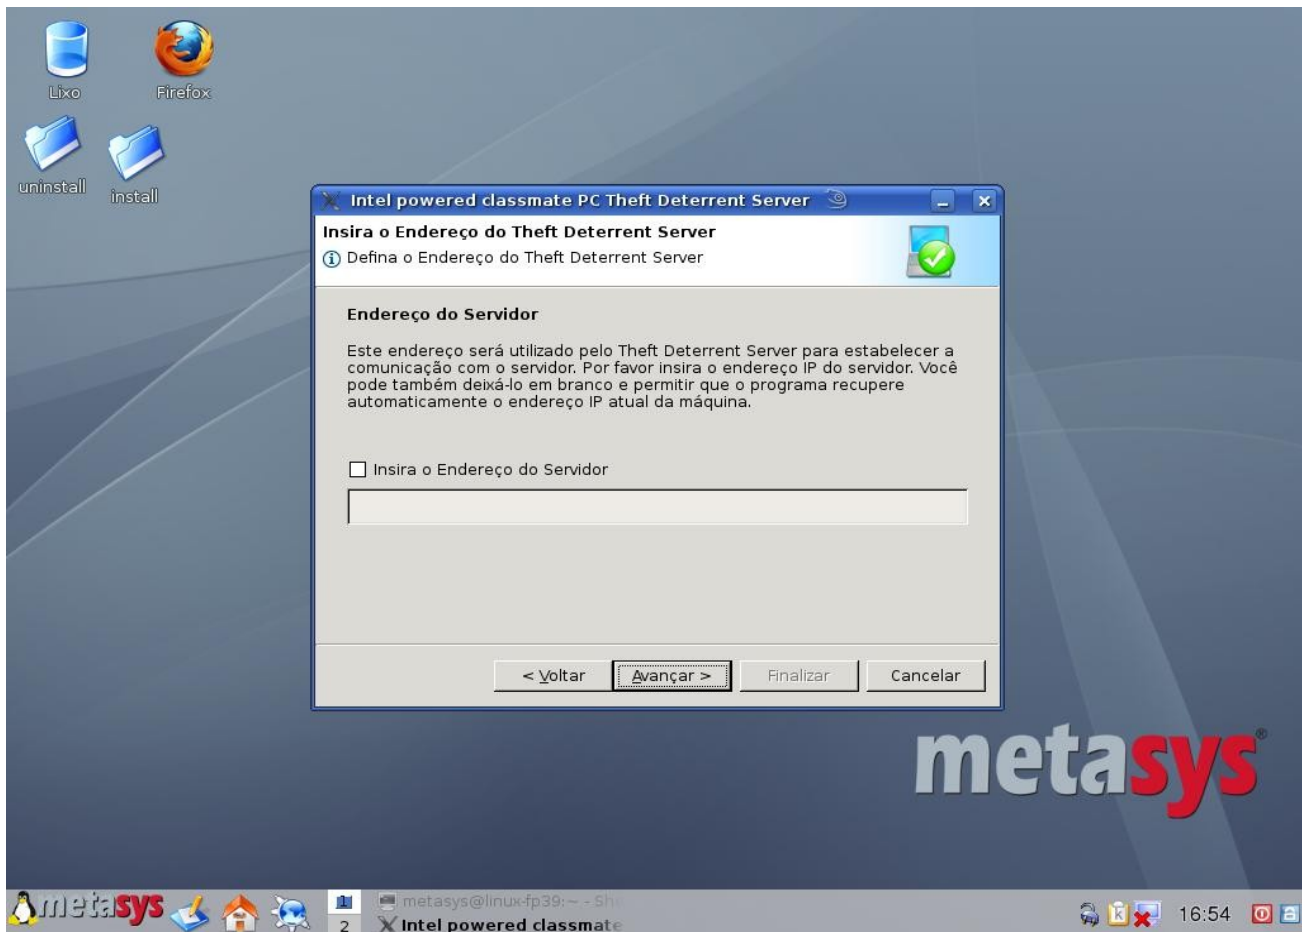 Lixo
Firefox
uninstall
install
Intel powered classmate PC Theft Deterrent Server
Insira o Endereço do Theft Deterrent Server
Defina o Endereço do Theft Deterrent Server
Endereço do Servidor
Este endereço será utilizado pelo Theft Deterrent Server para estabelecer a
comunicação com o servidor. Por favor insira o endereço IP do servidor. Você
pode também deixá-lo em branco e permitir que o programa recupere
automaticamente o endereço IP atual da máquina.
Insira o Endereço do Servidor
< Voltar
Avançar >
Finalizar
Cancelar
metasys®
metasys
1
2
metasys@linux-fp39:~ - She
Intel powered classmate
16:54